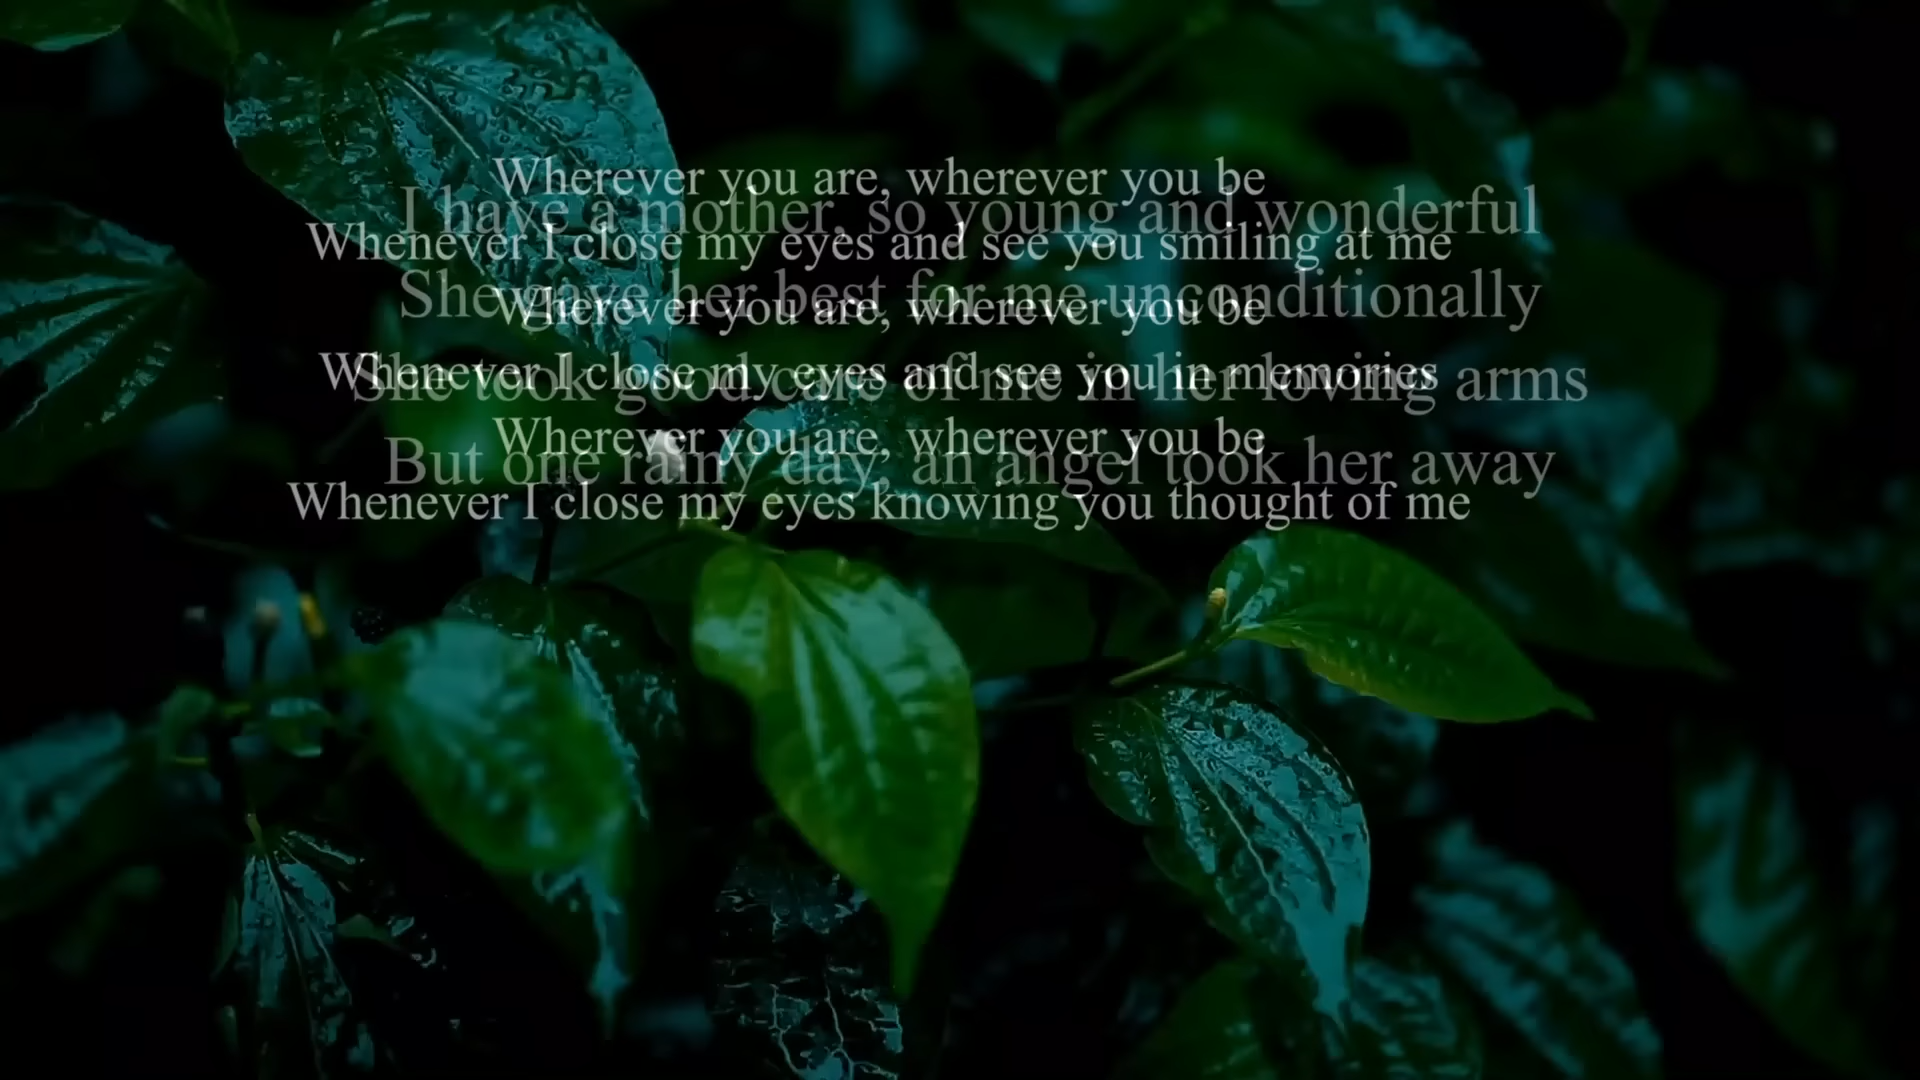 Wherever you are, wherever you be
I have a mother, so young and wonderful
Whenever I close my eyes and see you smiling at me
She gave her best for me unconditionally
Wherever you are, wherever you be
Whenever I close my eyes and see you in memories
She took good care of me in her loving arms
Wherever you are, wherever you be
But one rainy day, an angel took her away
Whenever I close my eyes knowing you thought of me